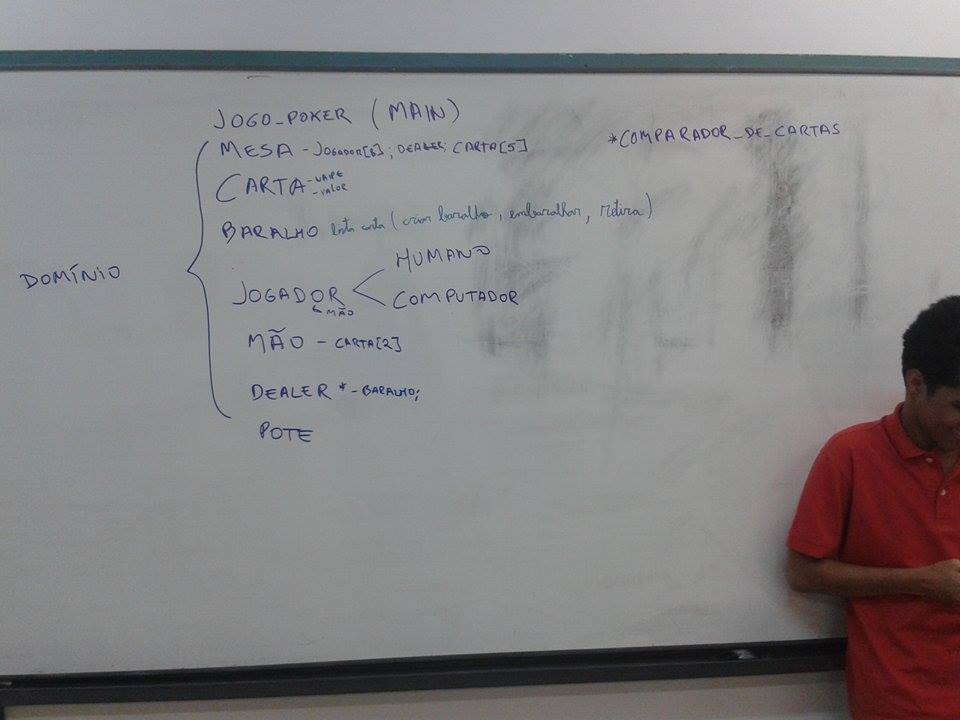 JOGO_POKER (MAIN)
MESA - JOGADOR[6]; DEALER; CARTA[5]
*COMPARADOR_DE_CARTAS
CARTA - NAIPE
- VALOR
BARALHO lista carta (criar baralho, embaralhar, retira)
DOMÍNIO
HUMANO
JOGADOR
COMPUTADOR
MÃO
MÃO - CARTA[2]
DEALER * - BARALHO;
POTE